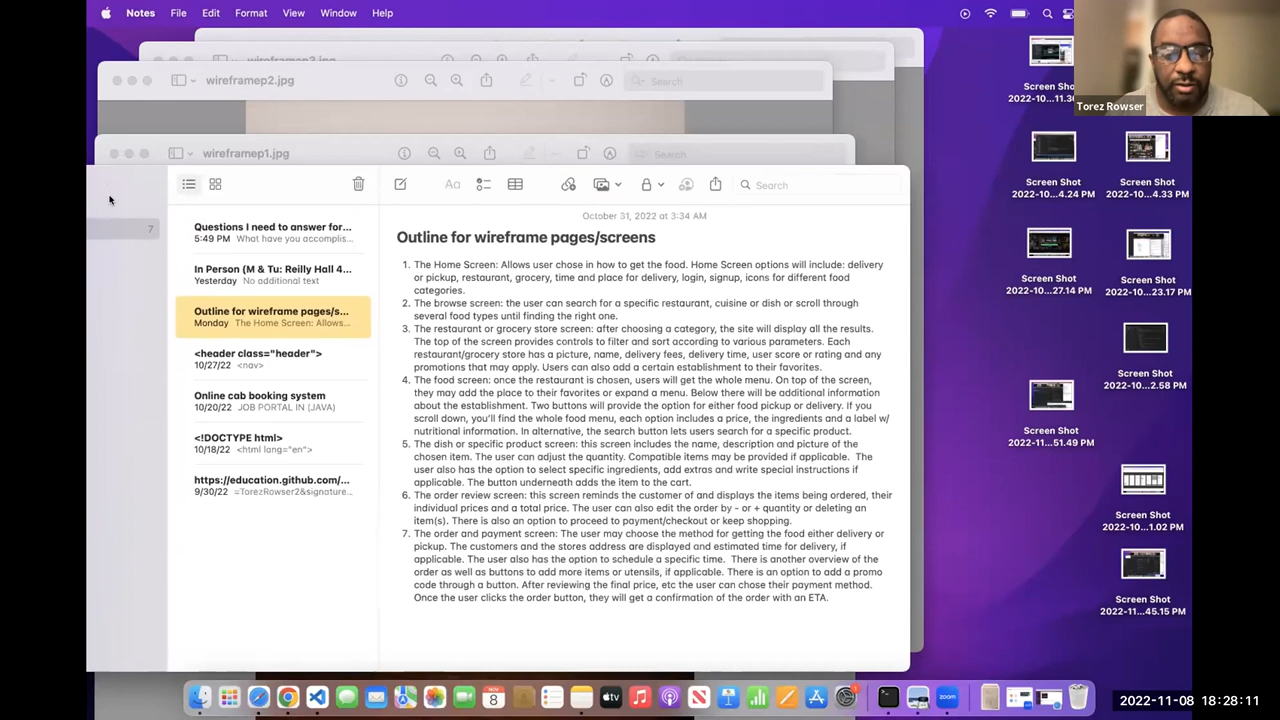 Notes File Edit Format View Window Help
wireframep2.jpg
Search
wireframep1.jpg
Search
Torez Rowser
Search
7
Questions I need to answer for...
5:49 PM What have you accomplis...
In Person (M & Tu: Reilly Hall 4...
Yesterday No additional text
Outline for wireframe pages/s...
Monday The Home Screen: Allows...
<header class="header">
10/27/22 <nav>
Online cab booking system
10/20/22 JOB PORTAL IN (JAVA)
<!DOCTYPE html>
10/18/22 <html lang="en">
https://education.github.com/...
9/30/22 =TorezRowser2&signature...
October 31, 2022 at 3:34 AM
Outline for wireframe pages/screens
1. The Home Screen: Allows user chose in how to get the food. Home Screen options will include: delivery
or pickup, restaurant, grocery, time and place for delivery, login, signup, icons for different food
categories.
2. The browse screen: the user can search for a specific restaurant, cuisine or dish or scroll through
several food types until finding the right one.
3. The restaurant or grocery store screen: after choosing a category, the site will display all the results.
The top of the screen provides controls to filter and sort according to various parameters. Each
restaurant/grocery store has a picture, name, delivery fees, delivery time, user score or rating and any
promotions that may apply. Users can also add a certain establishment to their favorites.
4. The food screen: once the restaurant is chosen, users will get the whole menu. On top of the screen,
they may add the place to their favorites or expand a menu. Below there will be additional information
about the establishment. Two buttons will provide the option for either food pickup or delivery. If you
scroll down, you'll find the whole food menu, each option includes a price, the ingredients and a label w/
nutritional information. In alternative, the search button lets users search for a specific product.
5. The dish or specific product screen: this screen includes the name, description and picture of the
chosen item. The user can adjust the quantity. Compatible items may be provided if applicable. The
user also has the option to select specific ingredients, add extras and write special instructions if
applicable. The button underneath adds the item to the cart.
6. The order review screen: this screen reminds the customer of and displays the items being ordered, their
individual prices and a total price. The user can also edit the order by - or + quantity or deleting an
item(s). There is also an option to proceed to payment/checkout or keep shopping.
7. The order and payment screen: The user may choose the method for getting the food either delivery or
pickup. The customers and the stores address are displayed and estimated time for delivery, if
applicable. The user also has the option to schedule a specific time. There is another overview of the
order as well as buttons to add more items or utensils, if applicable. There is an option to add a promo
code through a button. After reviewing the final price, etc the user can chose their payment method.
Once the user clicks the order button, they will get a confirmation of the order with an ETA.
Screen Shot
2022-10...11.30
Screen Shot
2022-10...4.24 PM
Screen Shot
2022-10...4.33 PM
Screen Shot
2022-10...27.14 PM
Screen Shot
2022-10...23.17 PM
Screen Shot
2022-10...2.58 PM
Screen Shot
2022-11...51.49 PM
Screen Shot
2022-10...1.02 PM
Screen Shot
2022-11...45.15 PM
NOV
8
tv
zoom
2022-11-08 18:28:11